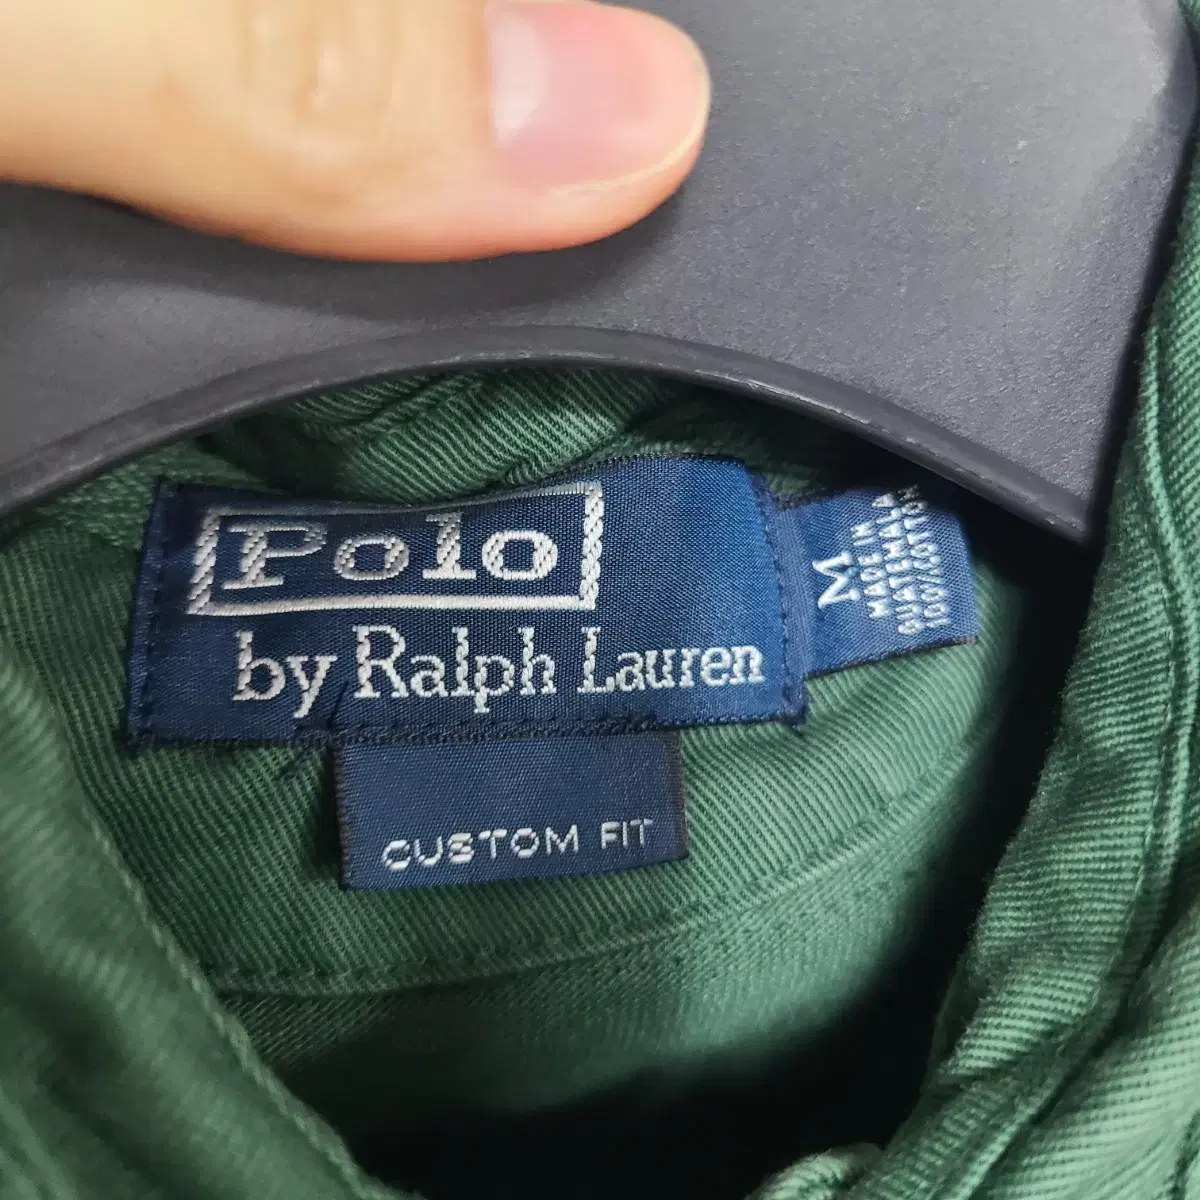 Polo
by Ralph Lauren
M
MADE IN
GUATEMALA
100% COTTON
CUSTOM FIT